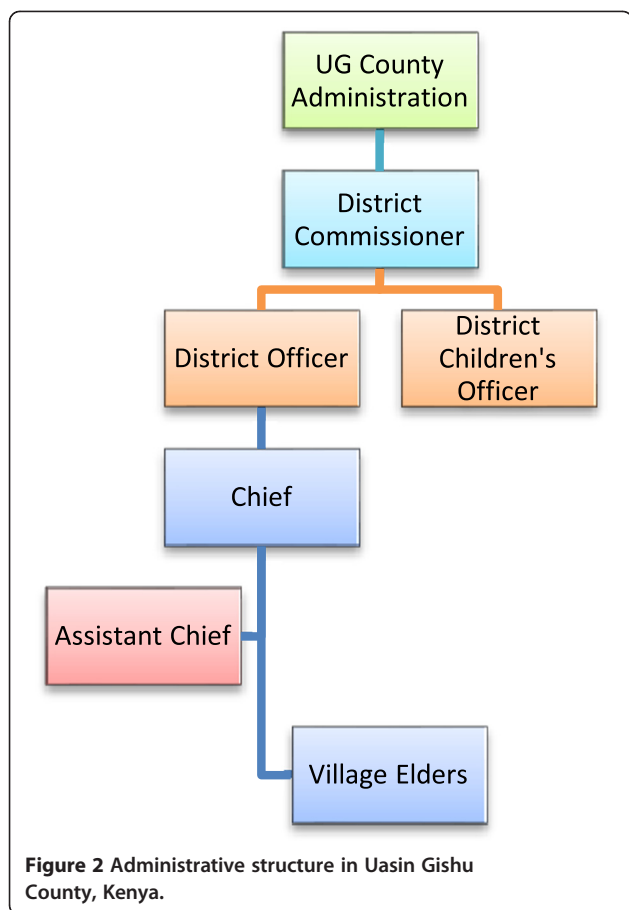 UG County
Administration
District
Commissioner
District Officer
District
Children's
Officer
Chief
Assistant Chief
Village Elders
Figure 2 Administrative structure in Uasin Gishu
County, Kenya.